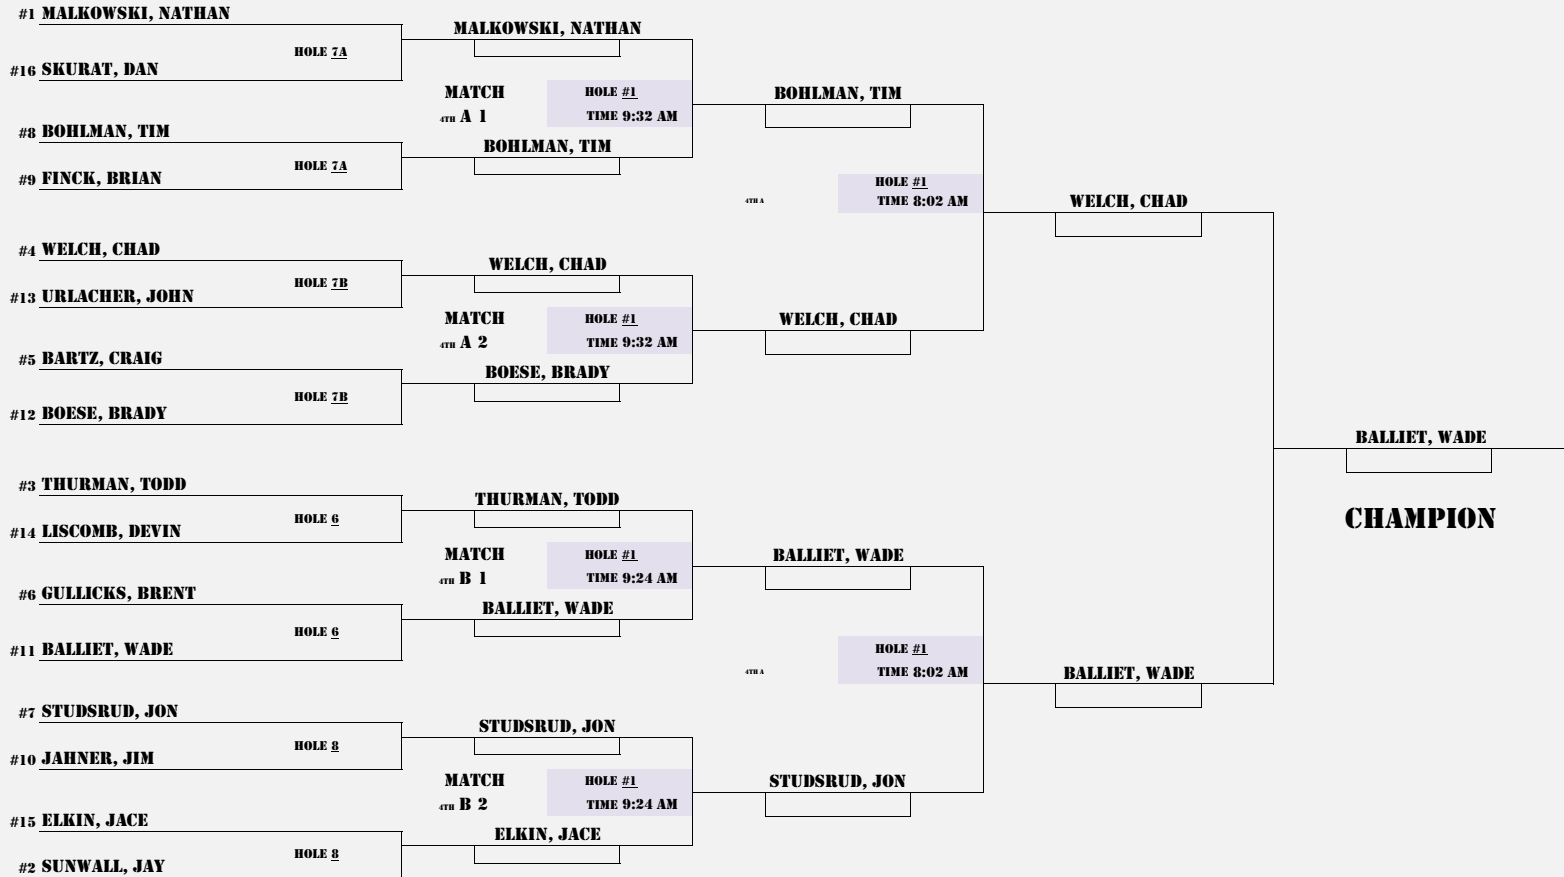 #1 MALKOWSKI, NATHAN
HOLE 7A
#16 SKURAT, DAN
#8 BOHLMAN, TIM
HOLE 7A
#9 FINCK, BRIAN
#4 WELCH, CHAD
HOLE 7B
#13 URLACHER, JOHN
#5 BARTZ, CRAIG
HOLE 7B
#12 BOESE, BRADY
#3 THURMAN, TODD
HOLE 6
#14 LISCOMB, DEVIN
#6 GULLICKS, BRENT
HOLE 6
#11 BALLIET, WADE
#7 STUDSRUD, JON
HOLE 8
#10 JAHNER, JIM
#15 ELKIN, JACE
HOLE 8
#2 SUNWALL, JAY
MALKOWSKI, NATHAN
MATCH HOLE #1
4TH A 1 TIME 9:32 AM
BOHLMAN, TIM
WELCH, CHAD
MATCH HOLE #1
4TH A 2 TIME 9:32 AM
BOESE, BRADY
THURMAN, TODD
MATCH HOLE #1
4TH B 1 TIME 9:24 AM
BALLIET, WADE
STUDSRUD, JON
MATCH HOLE #1
4TH B 2 TIME 9:24 AM
ELKIN, JACE
BOHLMAN, TIM
HOLE #1
4TH A TIME 8:02 AM
WELCH, CHAD
BALLIET, WADE
HOLE #1
4TH A TIME 8:02 AM
STUDSRUD, JON
WELCH, CHAD
BALLIET, WADE
BALLIET, WADE
CHAMPION